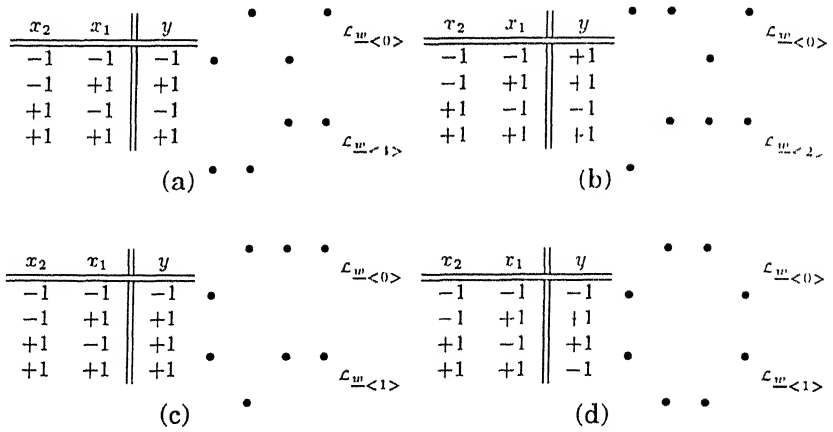 x₂ x₁ y
−1 −1 −1
−1 +1 +1
+1 −1 −1
+1 +1 +1
ℒ_w<0>
ℒ_w
(a)
x₂ x₁ y
−1 −1 +1
−1 +1 +1
+1 −1 −1
+1 +1 +1
ℒ_w<0>
ℒ_w<2>
(b)
x₂ x₁ y
−1 −1 −1
−1 +1 +1
+1 −1 +1
+1 +1 +1
ℒ_w<0>
ℒ_w<1>
(c)
x₂ x₁ y
−1 −1 −1
−1 +1 +1
+1 −1 +1
+1 +1 −1
ℒ_w<0>
ℒ_w<1>
(d)